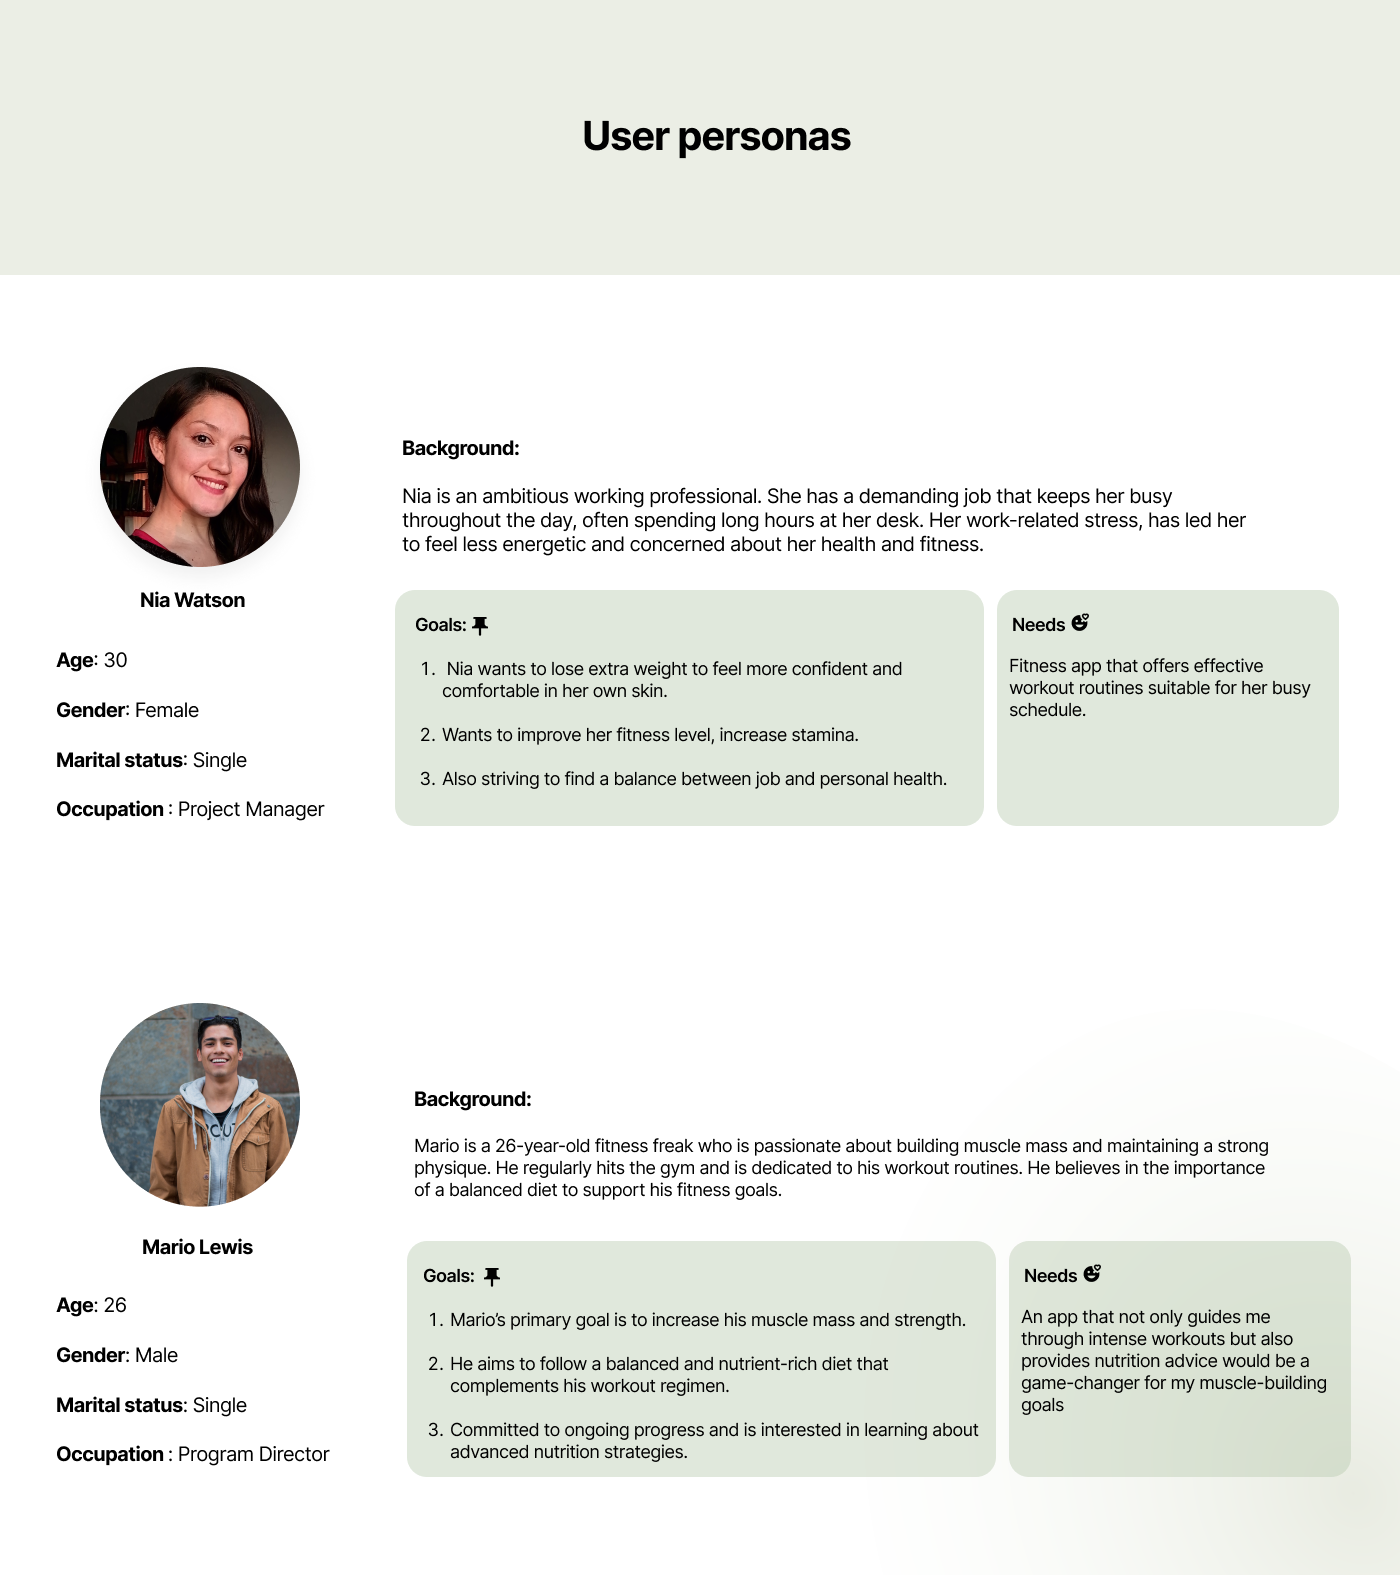 User personas
Background:
Nia is an ambitious working professional. She has a demanding job that keeps her busy
throughout the day, often spending long hours at her desk. Her work-related stress, has led her
to feel less energetic and concerned about her health and fitness.
Nia Watson
Age: 30
Gender: Female
Marital status: Single
Occupation : Project Manager
Goals:
1. Nia wants to lose extra weight to feel more confident and
comfortable in her own skin.
2. Wants to improve her fitness level, increase stamina.
3. Also striving to find a balance between job and personal health.
Needs
Fitness app that offers effective
workout routines suitable for her busy
schedule.
Background:
Mario is a 26-year-old fitness freak who is passionate about building muscle mass and maintaining a strong
physique. He regularly hits the gym and is dedicated to his workout routines. He believes in the importance
of a balanced diet to support his fitness goals.
Mario Lewis
Age: 26
Gender: Male
Marital status: Single
Occupation : Program Director
Goals:
1. Mario’s primary goal is to increase his muscle mass and strength.
2. He aims to follow a balanced and nutrient-rich diet that
complements his workout regimen.
3. Committed to ongoing progress and is interested in learning about
advanced nutrition strategies.
Needs
An app that not only guides me
through intense workouts but also
provides nutrition advice would be a
game-changer for my muscle-building
goals